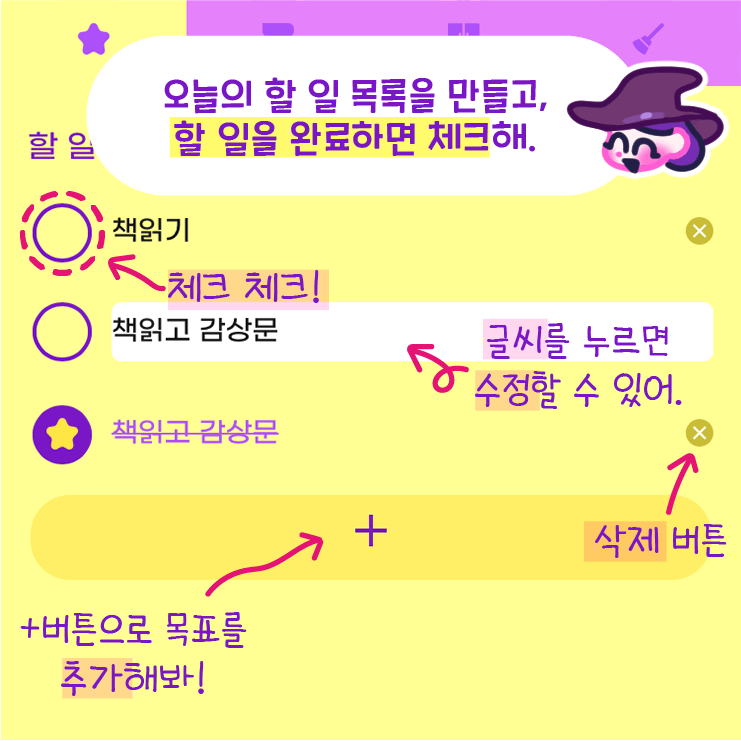 오늘의 할 일 목록을 만들고,
할 일을 완료하면 체크해.
할 일
책읽기
체크 체크!
책읽고 감상문
글씨를 누르면
수정할 수 있어.
책읽고 감상문
삭제 버튼
+버튼으로 목표를
추가해봐!